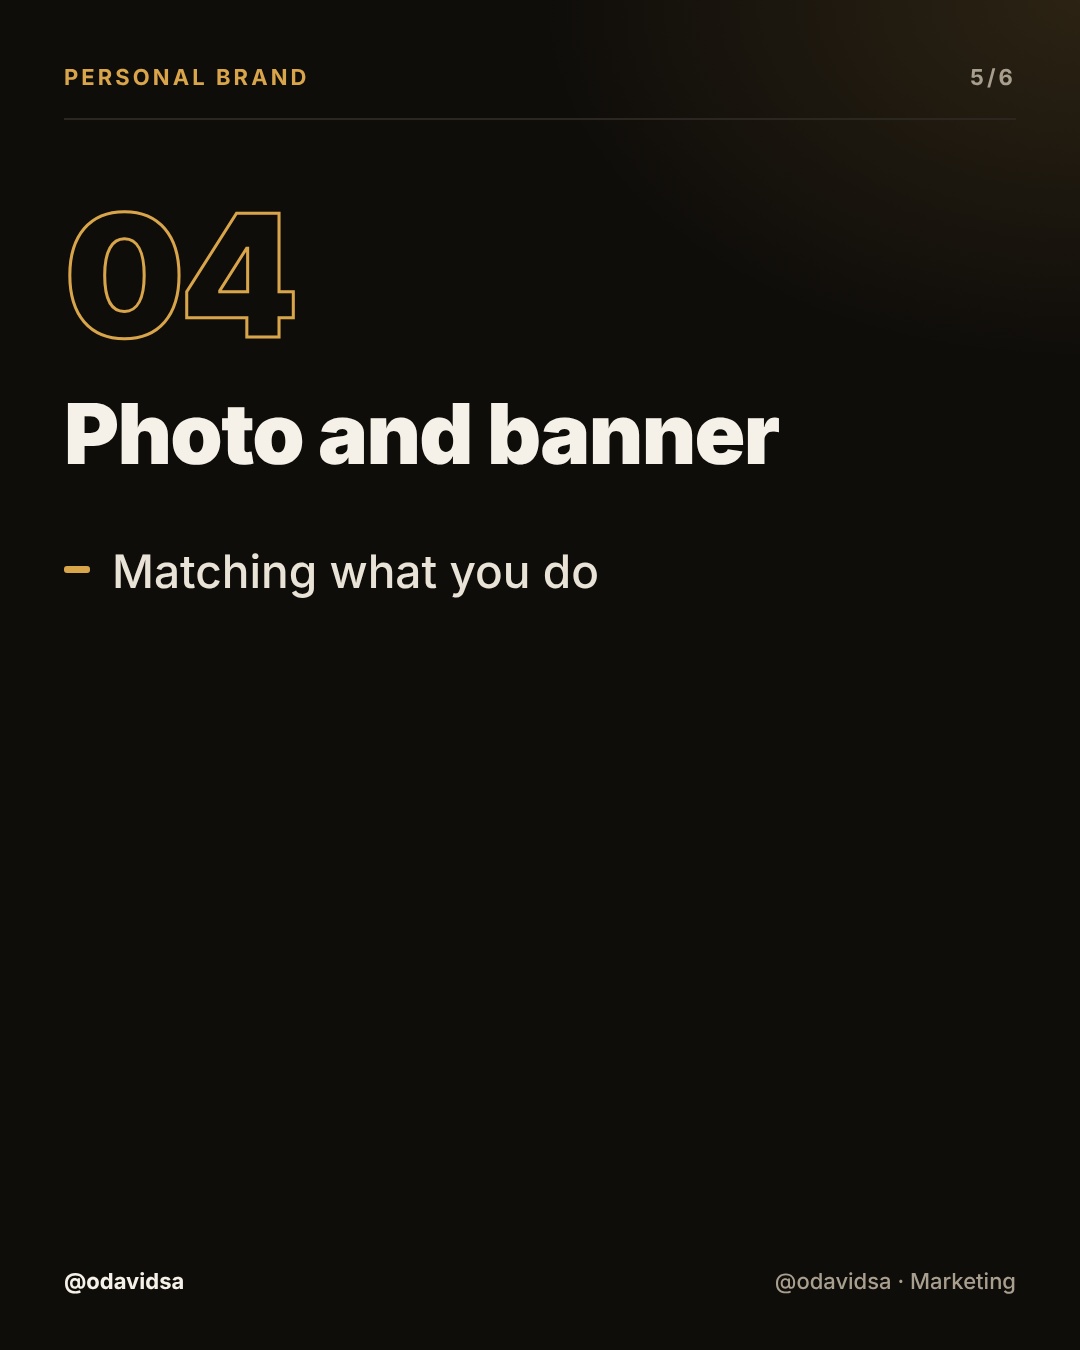 PERSONAL BRAND
5/6
04
Photo and banner
Matching what you do
@odavidsa
@odavidsa · Marketing